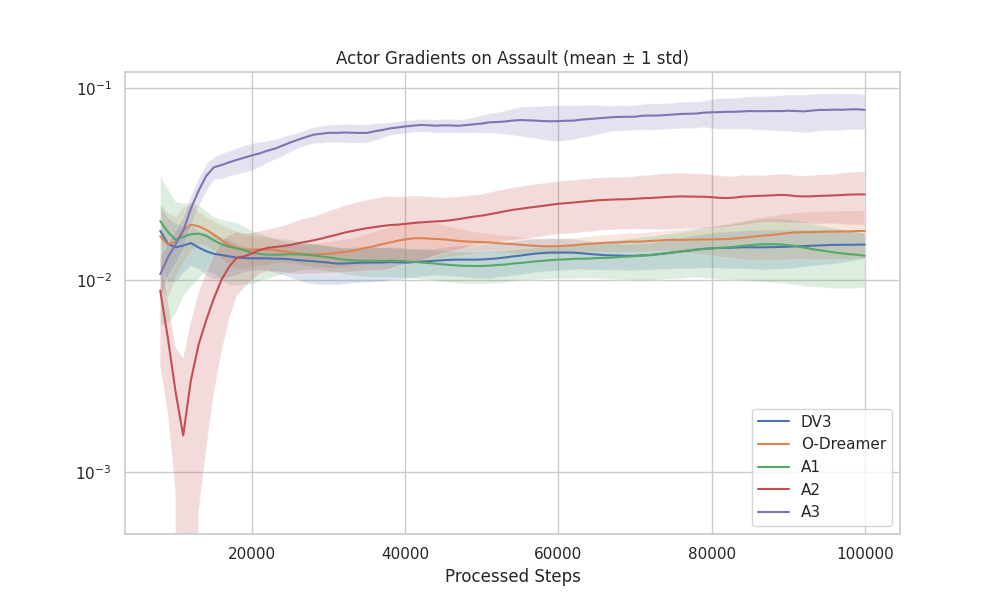 Actor Gradients on Assault (mean ± 1 std)
10⁻¹
10⁻²
10⁻³
DV3
O-Dreamer
A1
A2
A3
20000 40000 60000 80000 100000
Processed Steps